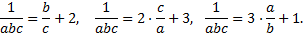 1/abc = b/c + 2, 1/abc = 2 · c/a + 3, 1/abc = 3 · a/b + 1.